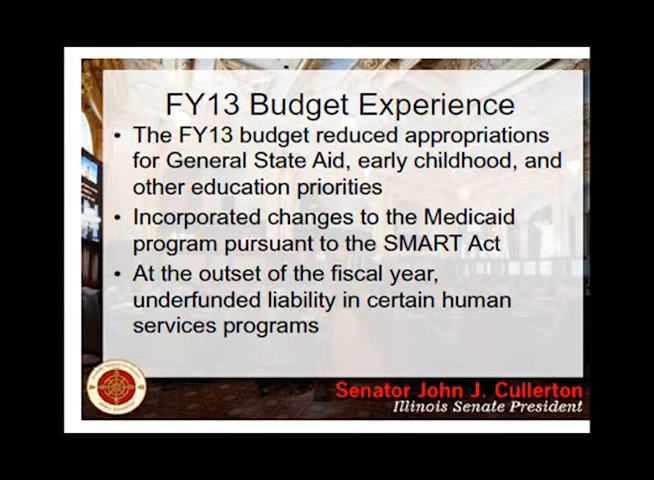 FY13 Budget Experience
• The FY13 budget reduced appropriations
for General State Aid, early childhood, and
other education priorities
• Incorporated changes to the Medicaid
program pursuant to the SMART Act
• At the outset of the fiscal year,
underfunded liability in certain human
services programs
Senator John J. Cullerton
Illinois Senate President